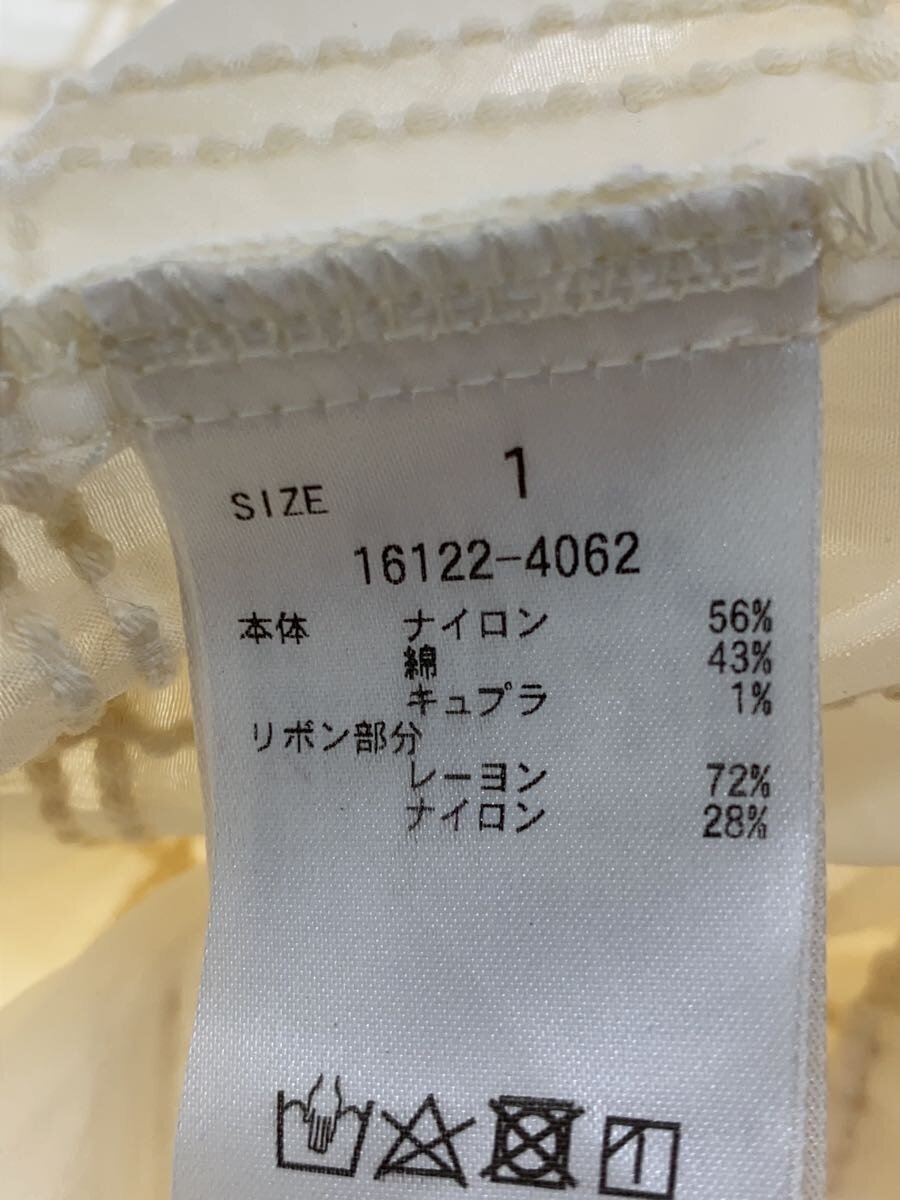 SIZE 1
16122-4062
本体 ナイロン 56%
綿 43%
キュプラ 1%
リボン部分
レーヨン 72%
ナイロン 28%